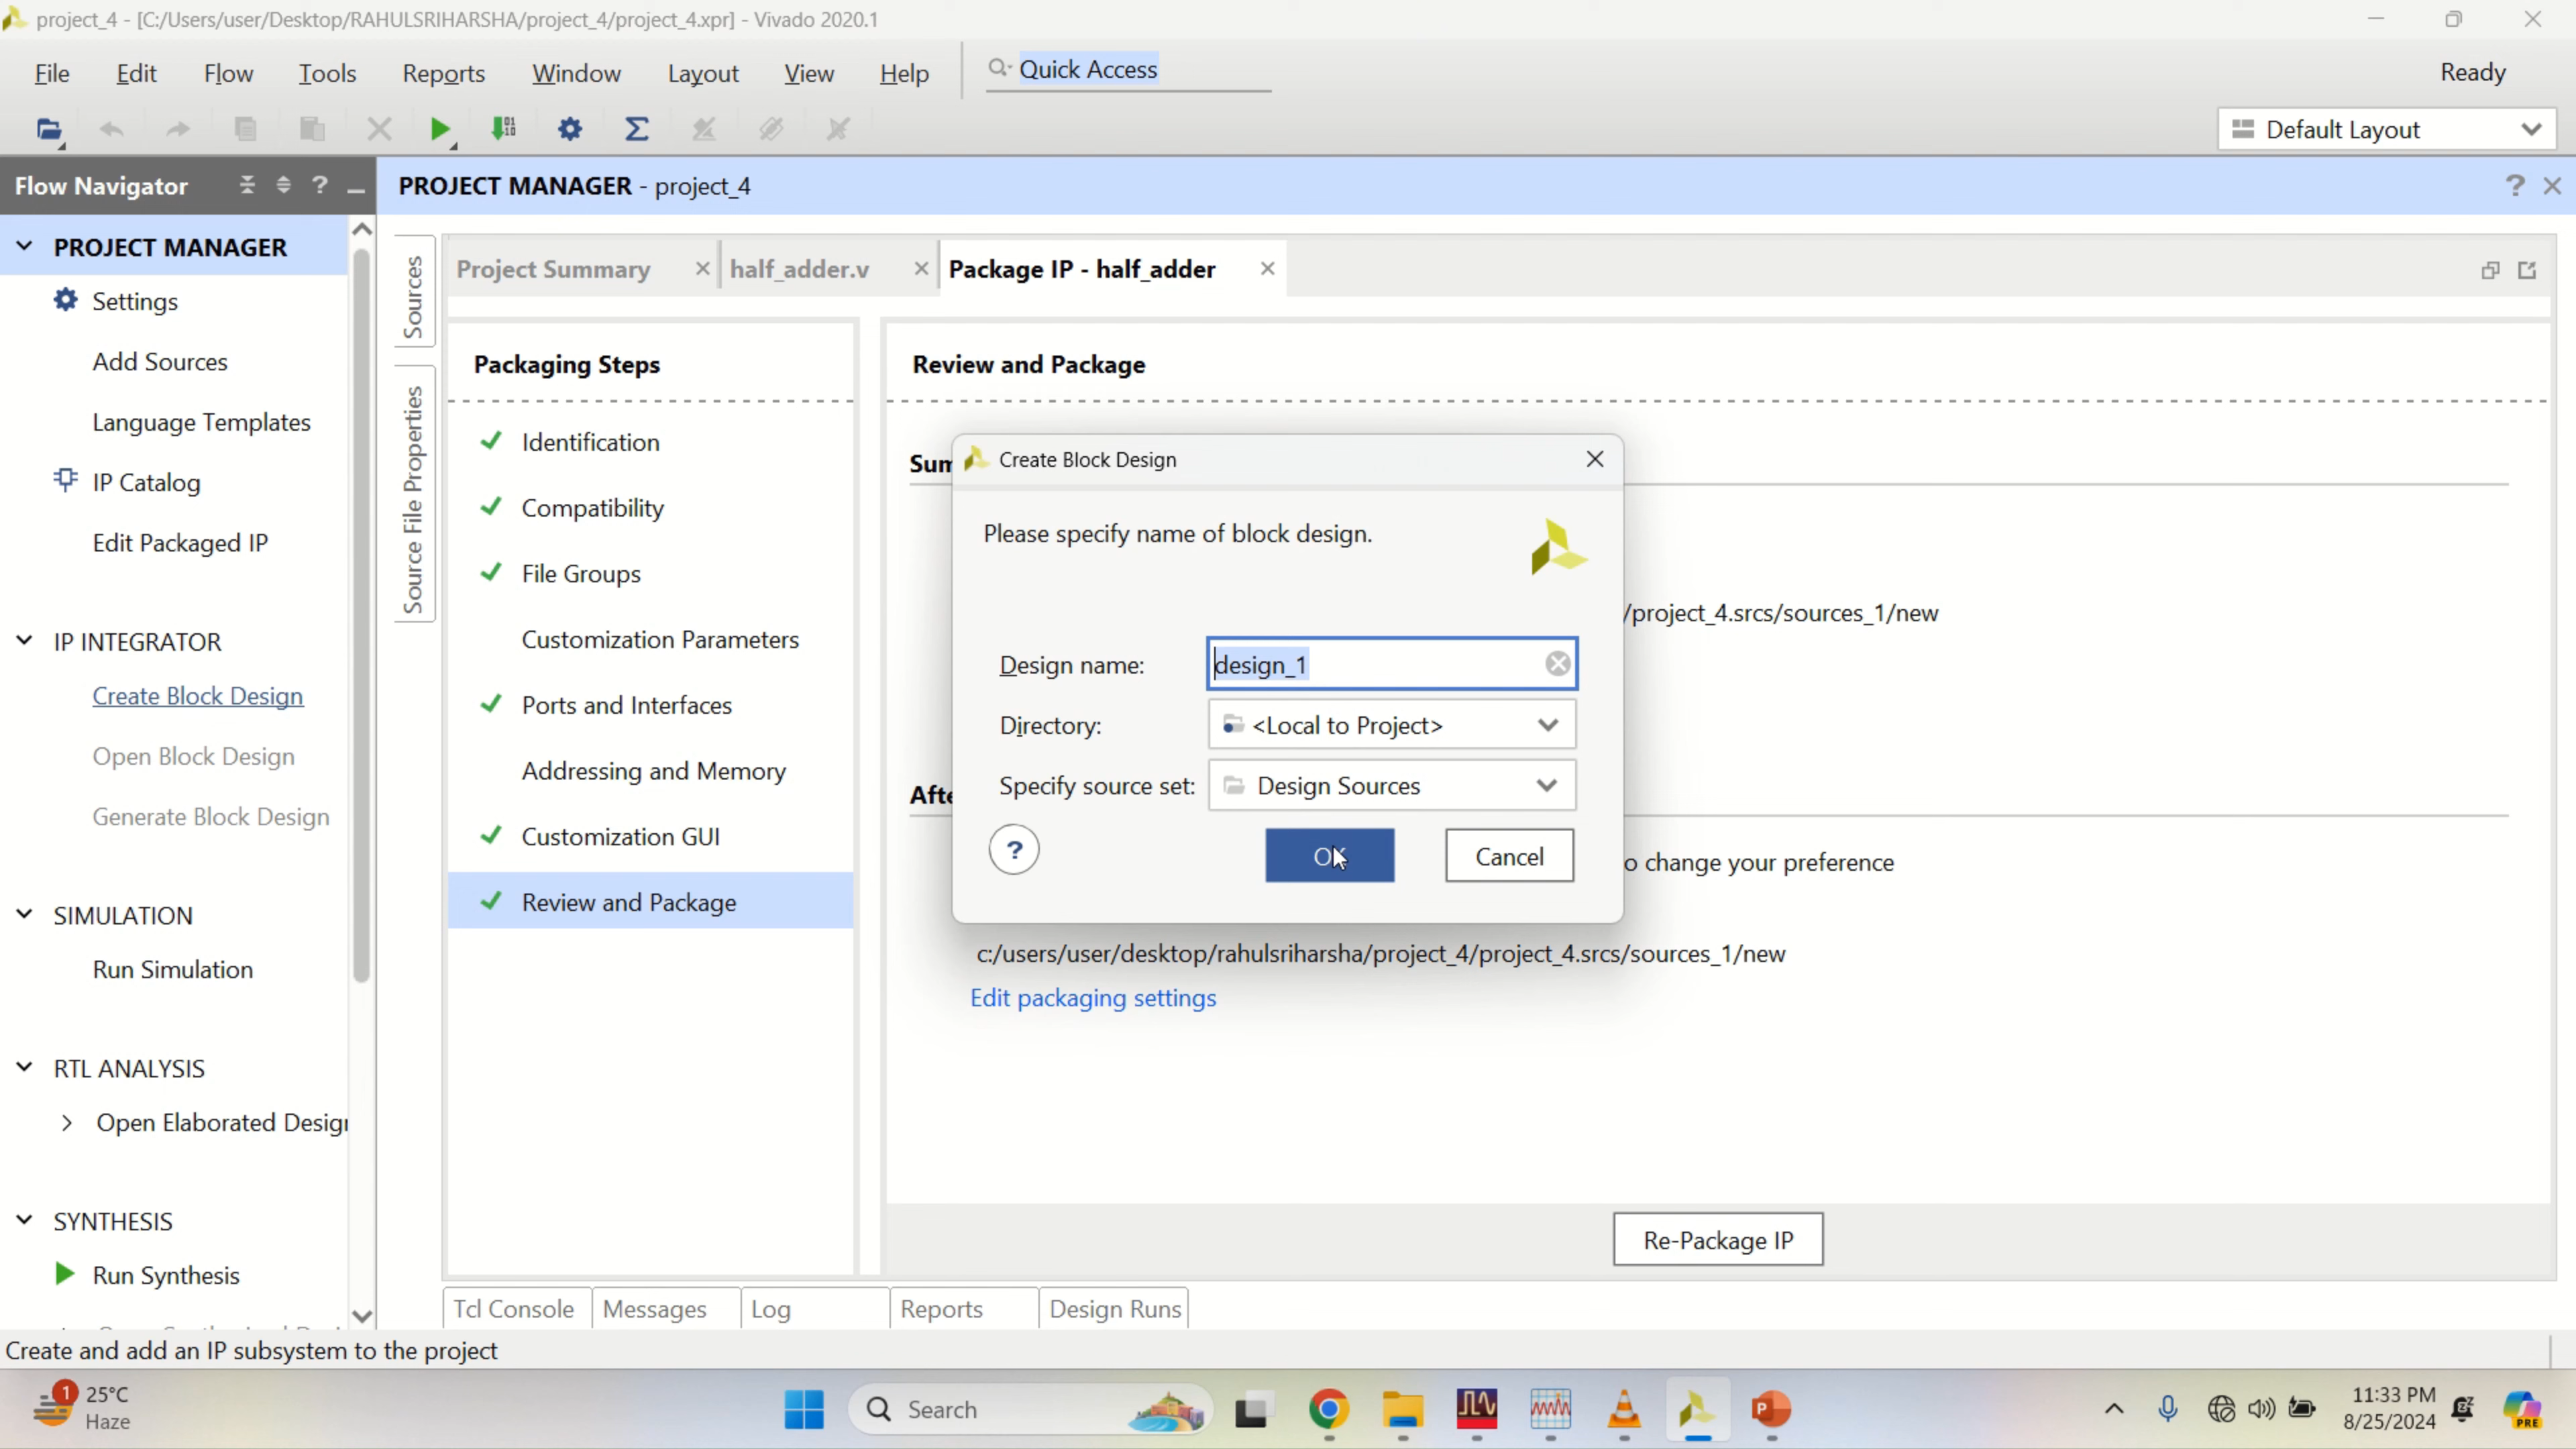 project_4 - [C:/Users/user/Desktop/RAHULSRIHARSHA/project_4/project_4.xpr] - Vivado 2020.1
File Edit Flow Tools Reports Window Layout View Help Quick Access Ready
Default Layout
Flow Navigator ? PROJECT MANAGER - project_4 ?
PROJECT MANAGER
Settings
Add Sources
Language Templates
IP Catalog
Edit Packaged IP
IP INTEGRATOR
Create Block Design
Open Block Design
Generate Block Design
SIMULATION
Run Simulation
RTL ANALYSIS
Open Elaborated Design
SYNTHESIS
Run Synthesis
Sources
Source File Properties
Project Summary half_adder.v Package IP - half_adder
Packaging Steps
Identification
Compatibility
File Groups
Customization Parameters
Ports and Interfaces
Addressing and Memory
Customization GUI
Review and Package
Review and Package
Sum
/project_4.srcs/sources_1/new
Afte
o change your preference
c:/users/user/desktop/rahulsriharsha/project_4/project_4.srcs/sources_1/new
Edit packaging settings
Re-Package IP
Create Block Design
Please specify name of block design.
Design name: design_1
Directory: <Local to Project>
Specify source set: Design Sources
? OK Cancel
Tcl Console Messages Log Reports Design Runs
Create and add an IP subsystem to the project
1 25°C
Haze
Search
11:33 PM
8/25/2024
PRE